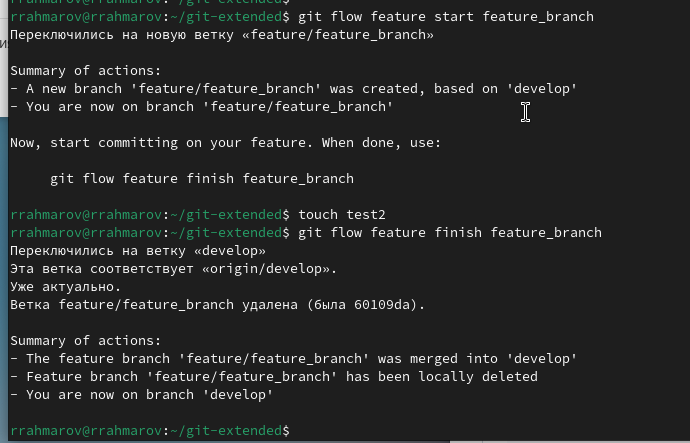 rrahmarov@rrahmarov:~/git-extended$ git flow feature start feature_branch
Переключились на новую ветку «feature/feature_branch»
Summary of actions:
- A new branch 'feature/feature_branch' was created, based on 'develop'
- You are now on branch 'feature/feature_branch'
Now, start committing on your feature. When done, use:
git flow feature finish feature_branch
rrahmarov@rrahmarov:~/git-extended$ touch test2
rrahmarov@rrahmarov:~/git-extended$ git flow feature finish feature_branch
Переключились на ветку «develop»
Эта ветка соответствует «origin/develop».
Уже актуально.
Ветка feature/feature_branch удалена (была 60109da).
Summary of actions:
- The feature branch 'feature/feature_branch' was merged into 'develop'
- Feature branch 'feature/feature_branch' has been locally deleted
- You are now on branch 'develop'
rrahmarov@rrahmarov:~/git-extended$